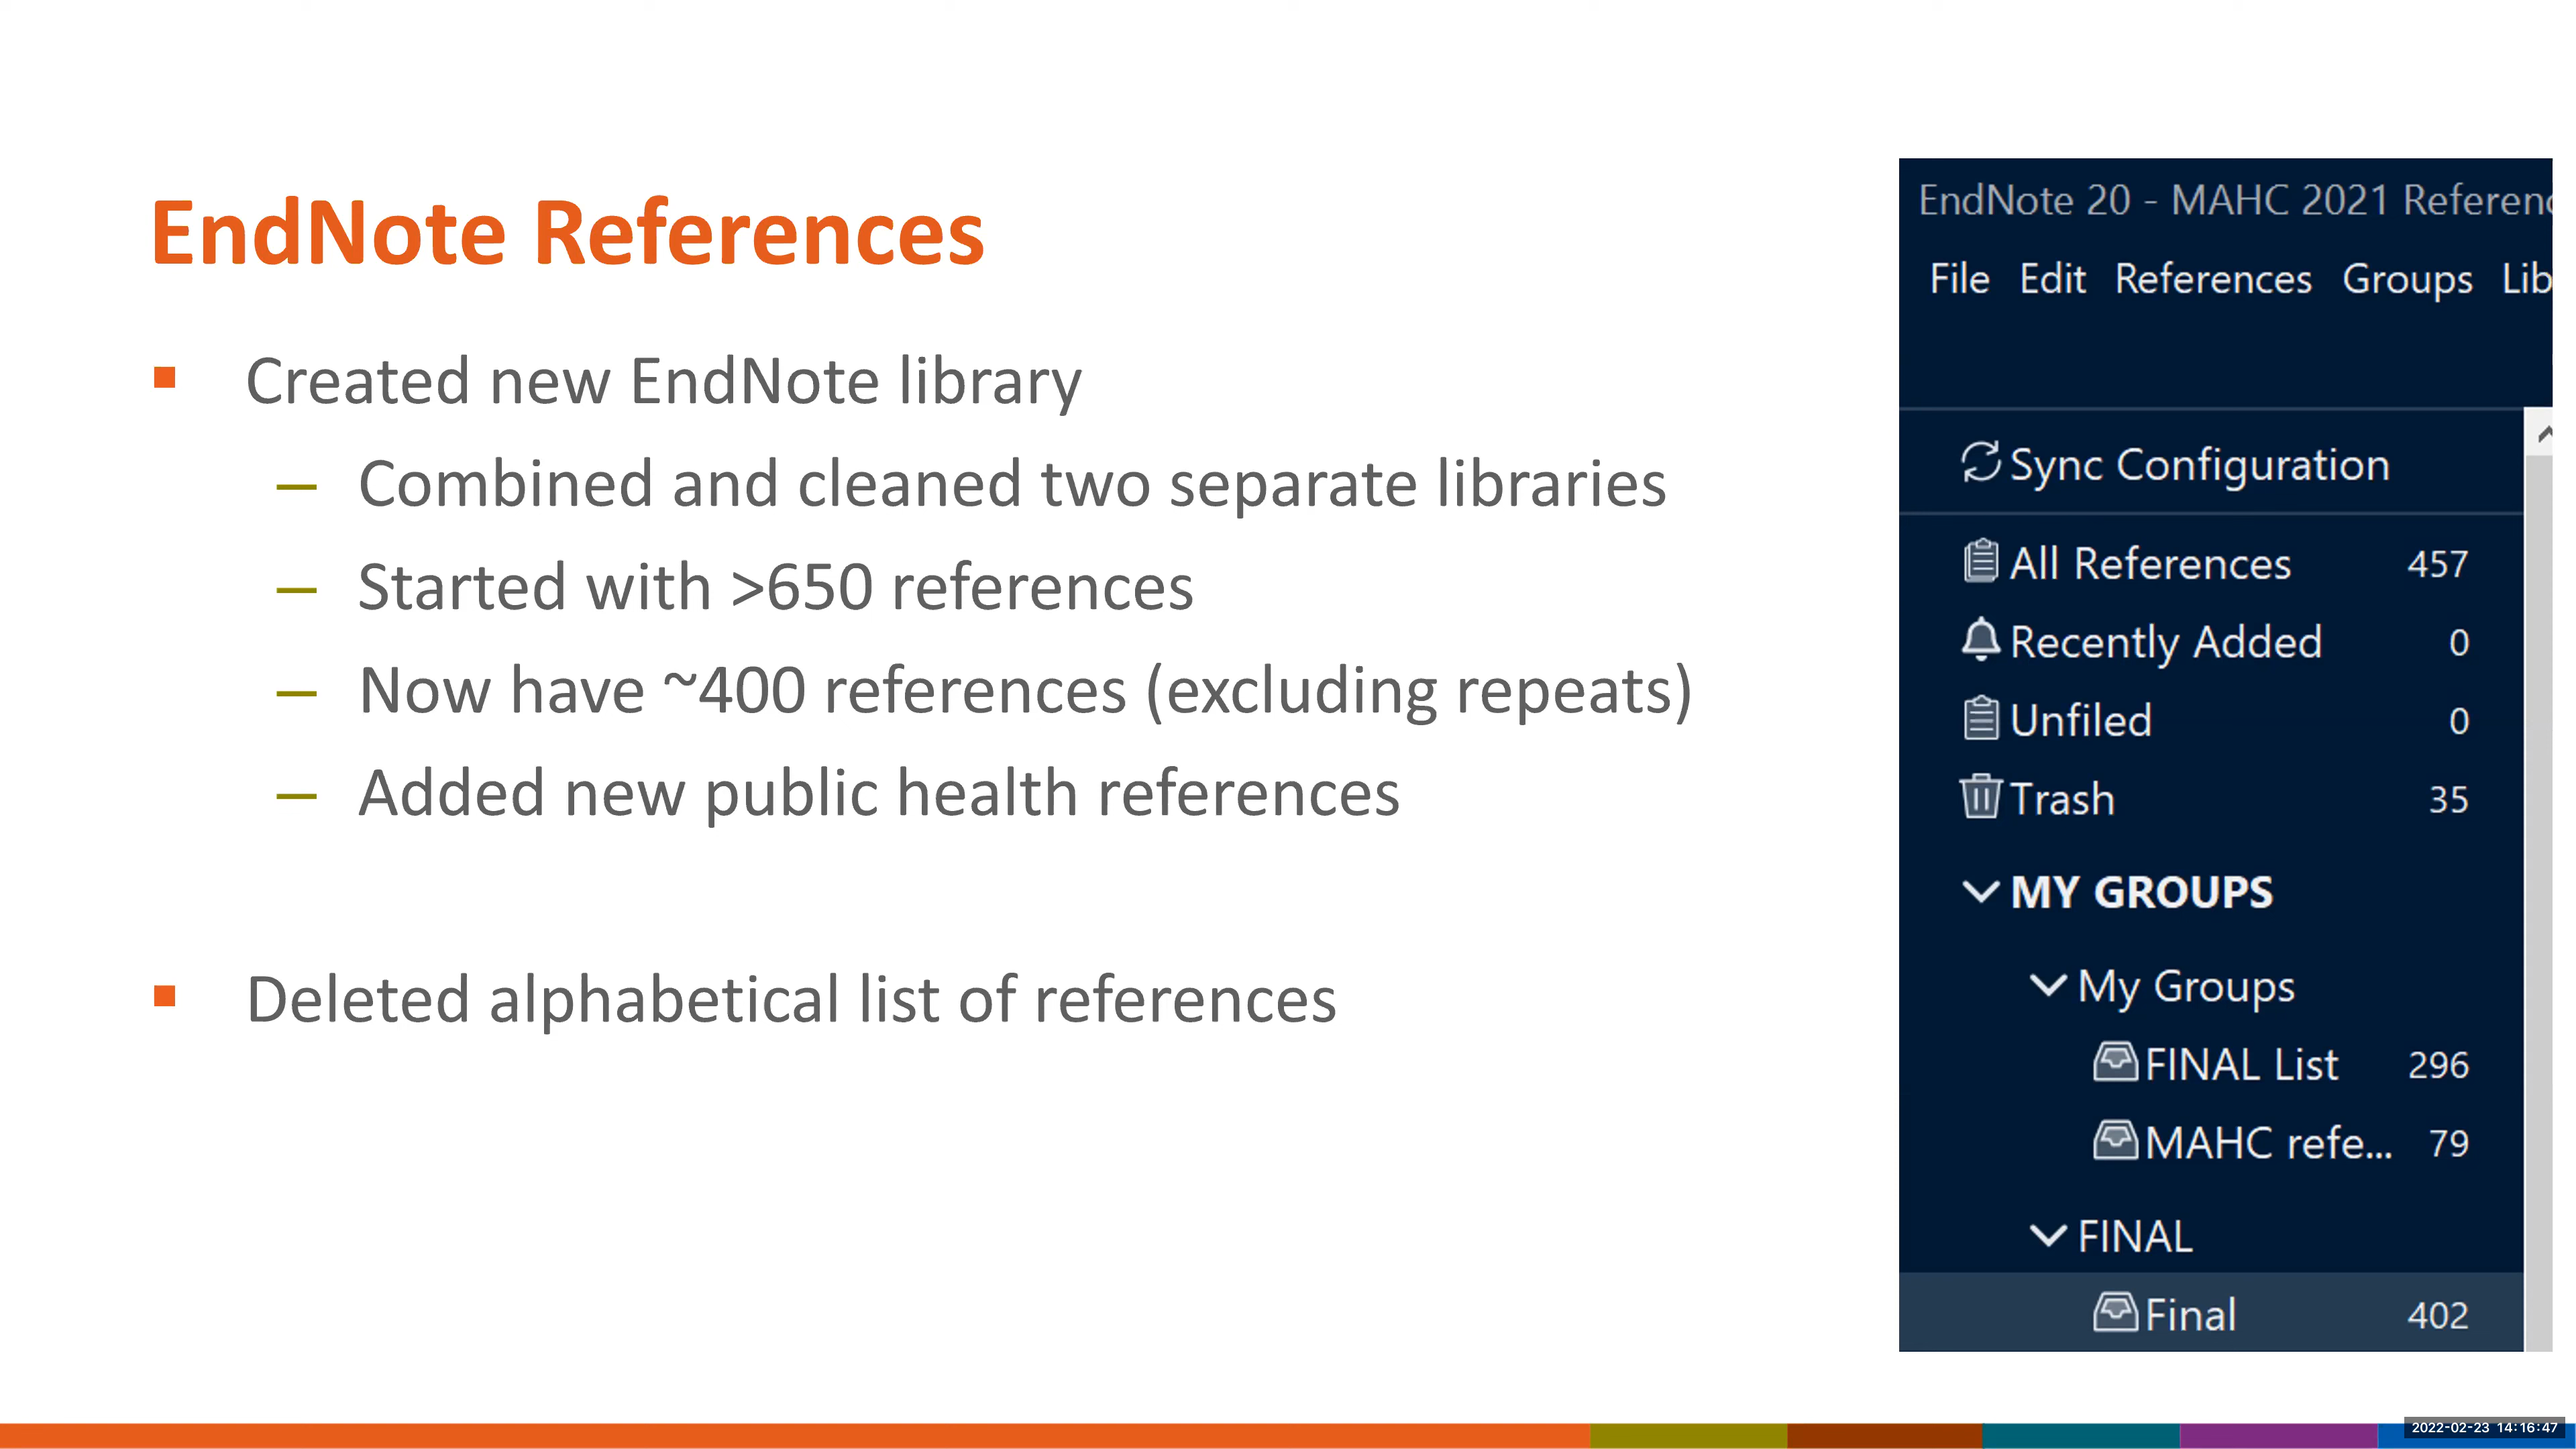 EndNote References
▪ Created new EndNote library
– Combined and cleaned two separate libraries
– Started with >650 references
– Now have ~400 references (excluding repeats)
– Added new public health references
▪ Deleted alphabetical list of references
EndNote 20 - MAHC 2021 Referenc
File Edit References Groups Lib
Sync Configuration
All References 457
Recently Added 0
Unfiled 0
Trash 35
MY GROUPS
My Groups
FINAL List 296
MAHC refe... 79
FINAL
Final 402
2022-02-23 14:16:47